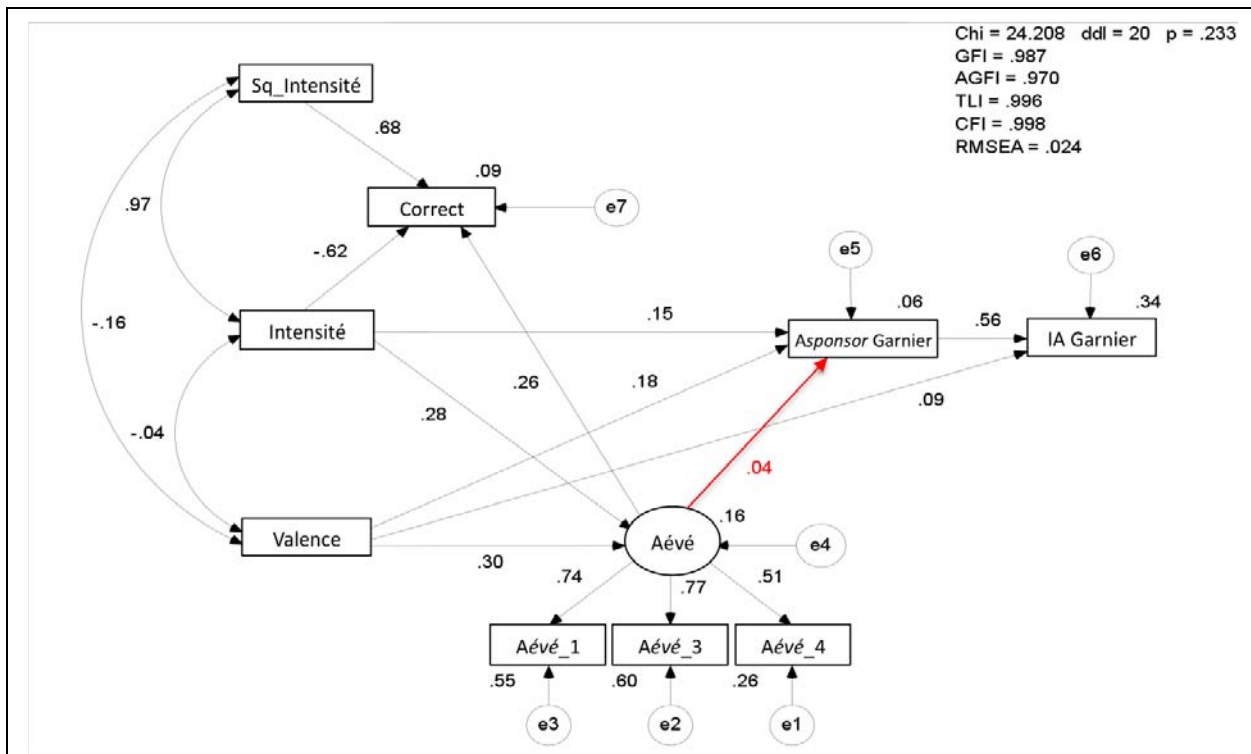 Chi = 24.208 ddl = 20 p = .233
GFI = .987
AGFI = .970
TLI = .996
CFI = .998
RMSEA = .024
Sq_Intensité
.68
.09
.97
Correct
e7
-.62
e5
e6
-.16
.06
.34
Intensité
.15
.56
Asponsor Garnier
IA Garnier
.26
.18
.28
.09
-.04
.04
.16
Valence
Aévé
e4
.30
.74
.77
.51
Aévé_1
Aévé_3
Aévé_4
.55
.60
.26
e3
e2
e1